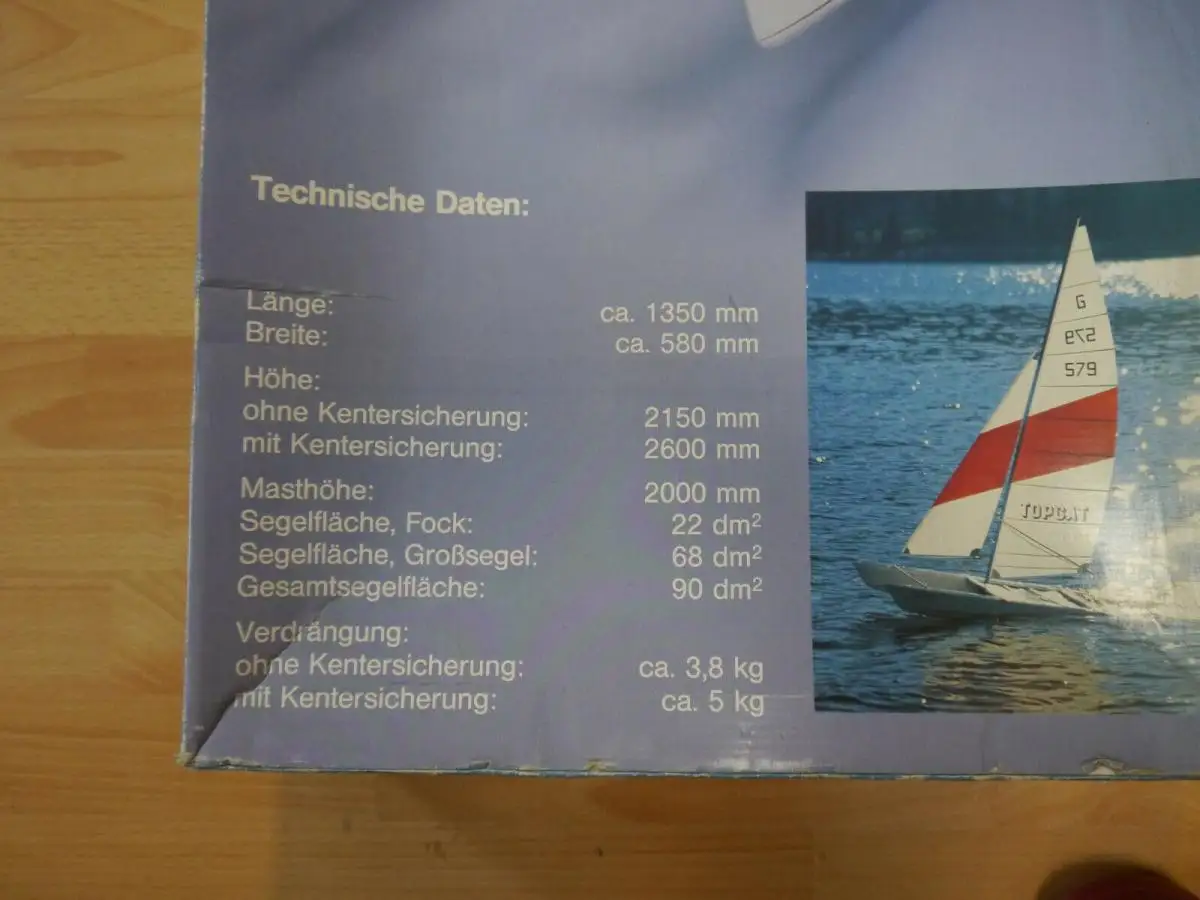 Technische Daten:
Länge: ca. 1350 mm
Breite: ca. 580 mm
Höhe:
ohne Kentersicherung: 2150 mm
mit Kentersicherung: 2600 mm
Masthöhe: 2000 mm
Segelfläche, Fock: 22 dm²
Segelfläche, Großsegel: 68 dm²
Gesamtsegelfläche: 90 dm²
Verdrängung:
ohne Kentersicherung: ca. 3,8 kg
mit Kentersicherung: ca. 5 kg
G
579
579
TOPCAT